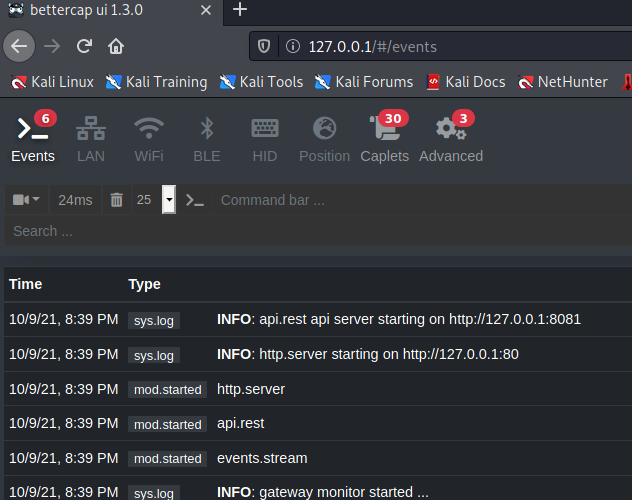 bettercap ui 1.3.0
127.0.0.1/#/events
Kali Linux Kali Training Kali Tools Kali Forums Kali Docs NetHunter
6 30 3
Events LAN WiFi BLE HID Position Caplets Advanced
24ms 25 Command bar ...
Search ...
Time Type
10/9/21, 8:39 PM sys.log INFO: api.rest api server starting on http://127.0.0.1:8081
10/9/21, 8:39 PM sys.log INFO: http.server starting on http://127.0.0.1:80
10/9/21, 8:39 PM mod.started http.server
10/9/21, 8:39 PM mod.started api.rest
10/9/21, 8:39 PM mod.started events.stream
10/9/21, 8:39 PM sys.log INFO: gateway monitor started ...